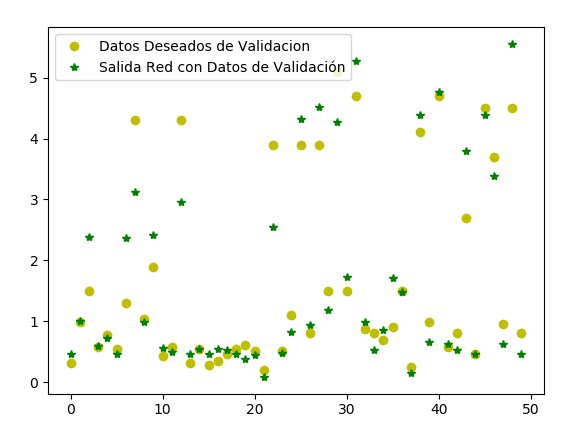 Datos Deseados de Validacion
Salida Red con Datos de Validación
5
4
3
2
1
0
0 10 20 30 40 50